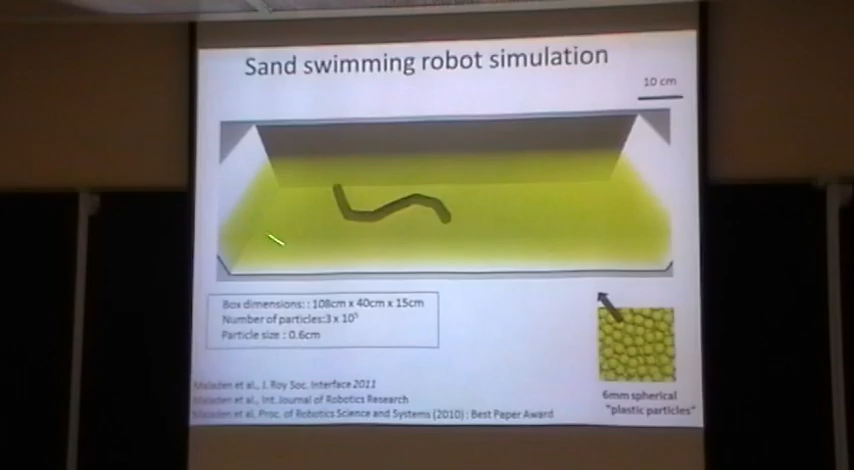 Sand swimming robot simulation
10 cm
Box dimensions: : 108cm x 40cm x 15cm
Number of particles:3 x 10⁵
Particle size : 0.6cm
Maladen et al., J. Roy Soc. Interface 2011
Maladen et al., Int. Journal of Robotics Research
Maladen et al, Proc. of Robotics Science and Systems (2010) : Best Paper Award
6mm spherical
"plastic particles"